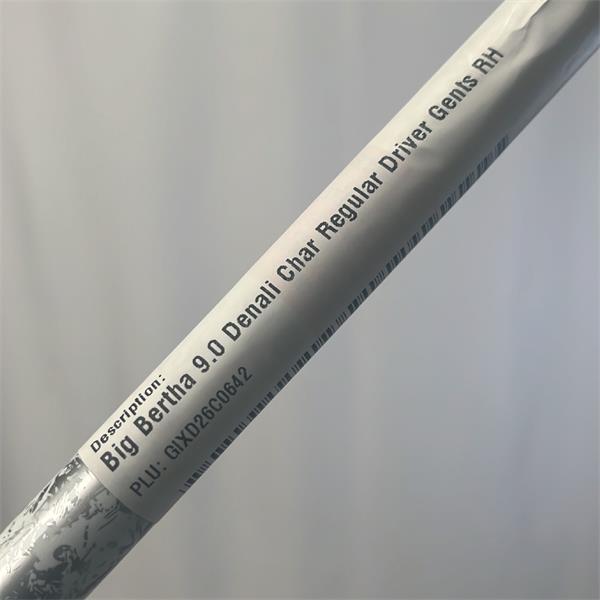 Description:
Big Bertha 9.0 Denali Char Regular Driver Gents RH
PLU: GIXD26C0642